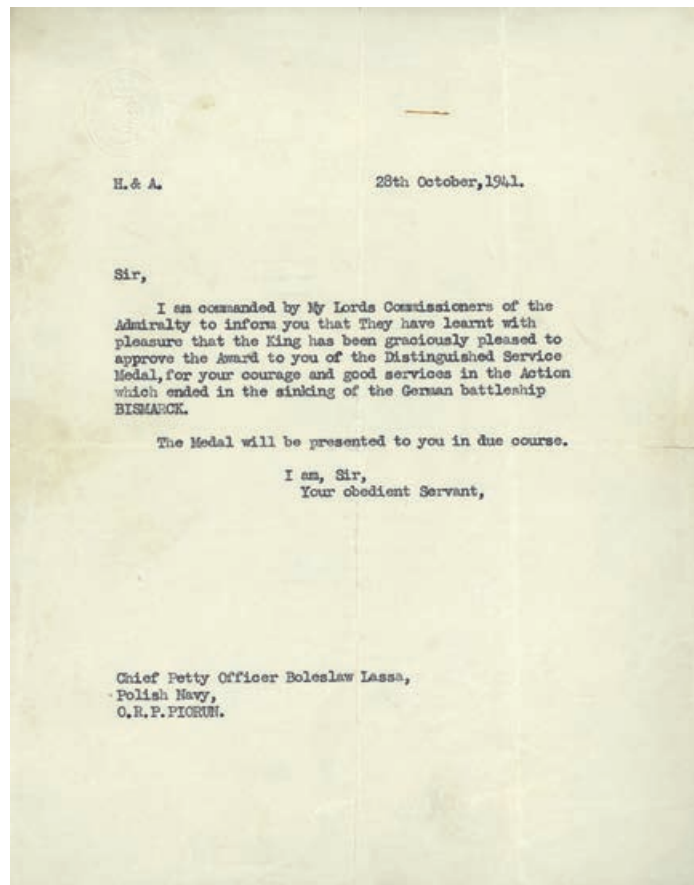 H. & A.
28th October,1941.
Sir,
I am commanded by My Lords Commissioners of the
Admiralty to inform you that They have learnt with
pleasure that the King has been graciously pleased to
approve the Award to you of the Distinguished Service
Medal,for your courage and good services in the Action
which ended in the sinking of the German battleship
BISMARCK.
The Medal will be presented to you in due course.
I am, Sir,
Your obedient Servant,
Chief Petty Officer Boleslaw Lassa,
Polish Navy,
O.R.P.PIORUN.